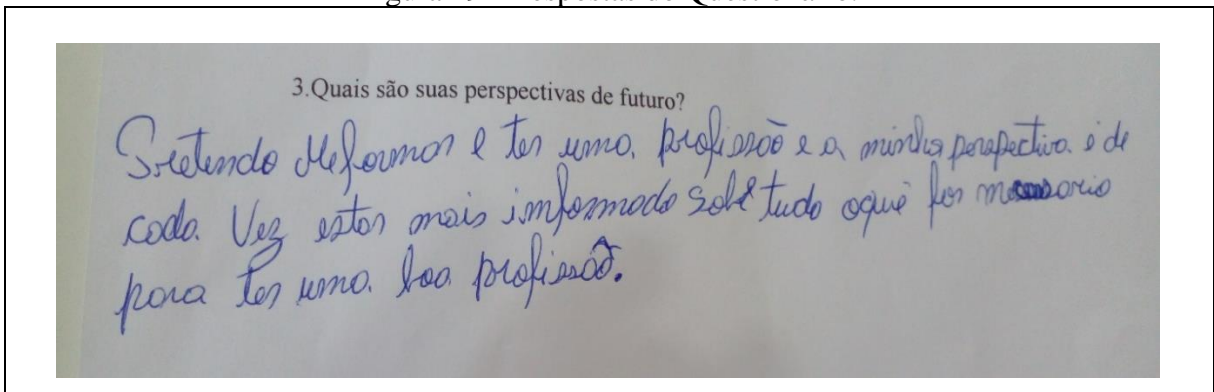 3.Quais são suas perspectivas de futuro?
Pretendo Meformar e ter uma profissão e a minha perspectiva é de
cada Vez estar mais imformado sobre tudo oque for
para ter uma boa profissão.